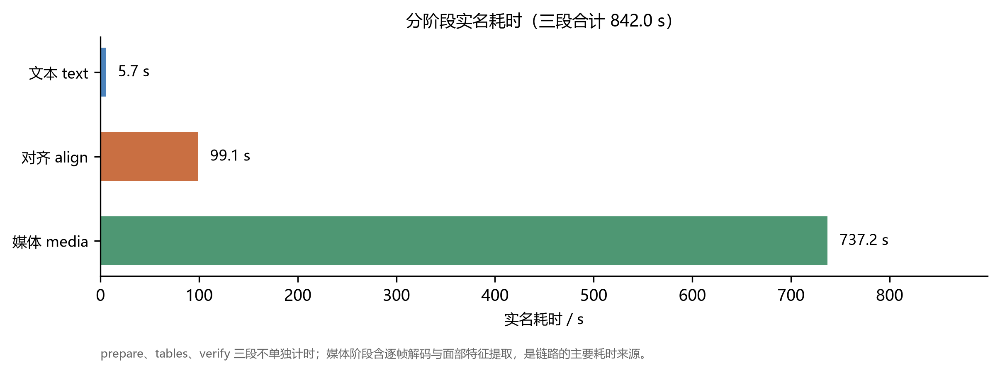 分阶段实名耗时（三段合计 842.0 s）
文本 text
5.7 s
对齐 align
99.1 s
媒体 media
737.2 s
0 100 200 300 400 500 600 700 800
实名耗时 / s
prepare、tables、verify 三段不单独计时；媒体阶段含逐帧解码与面部特征提取，是链路的主要耗时来源。